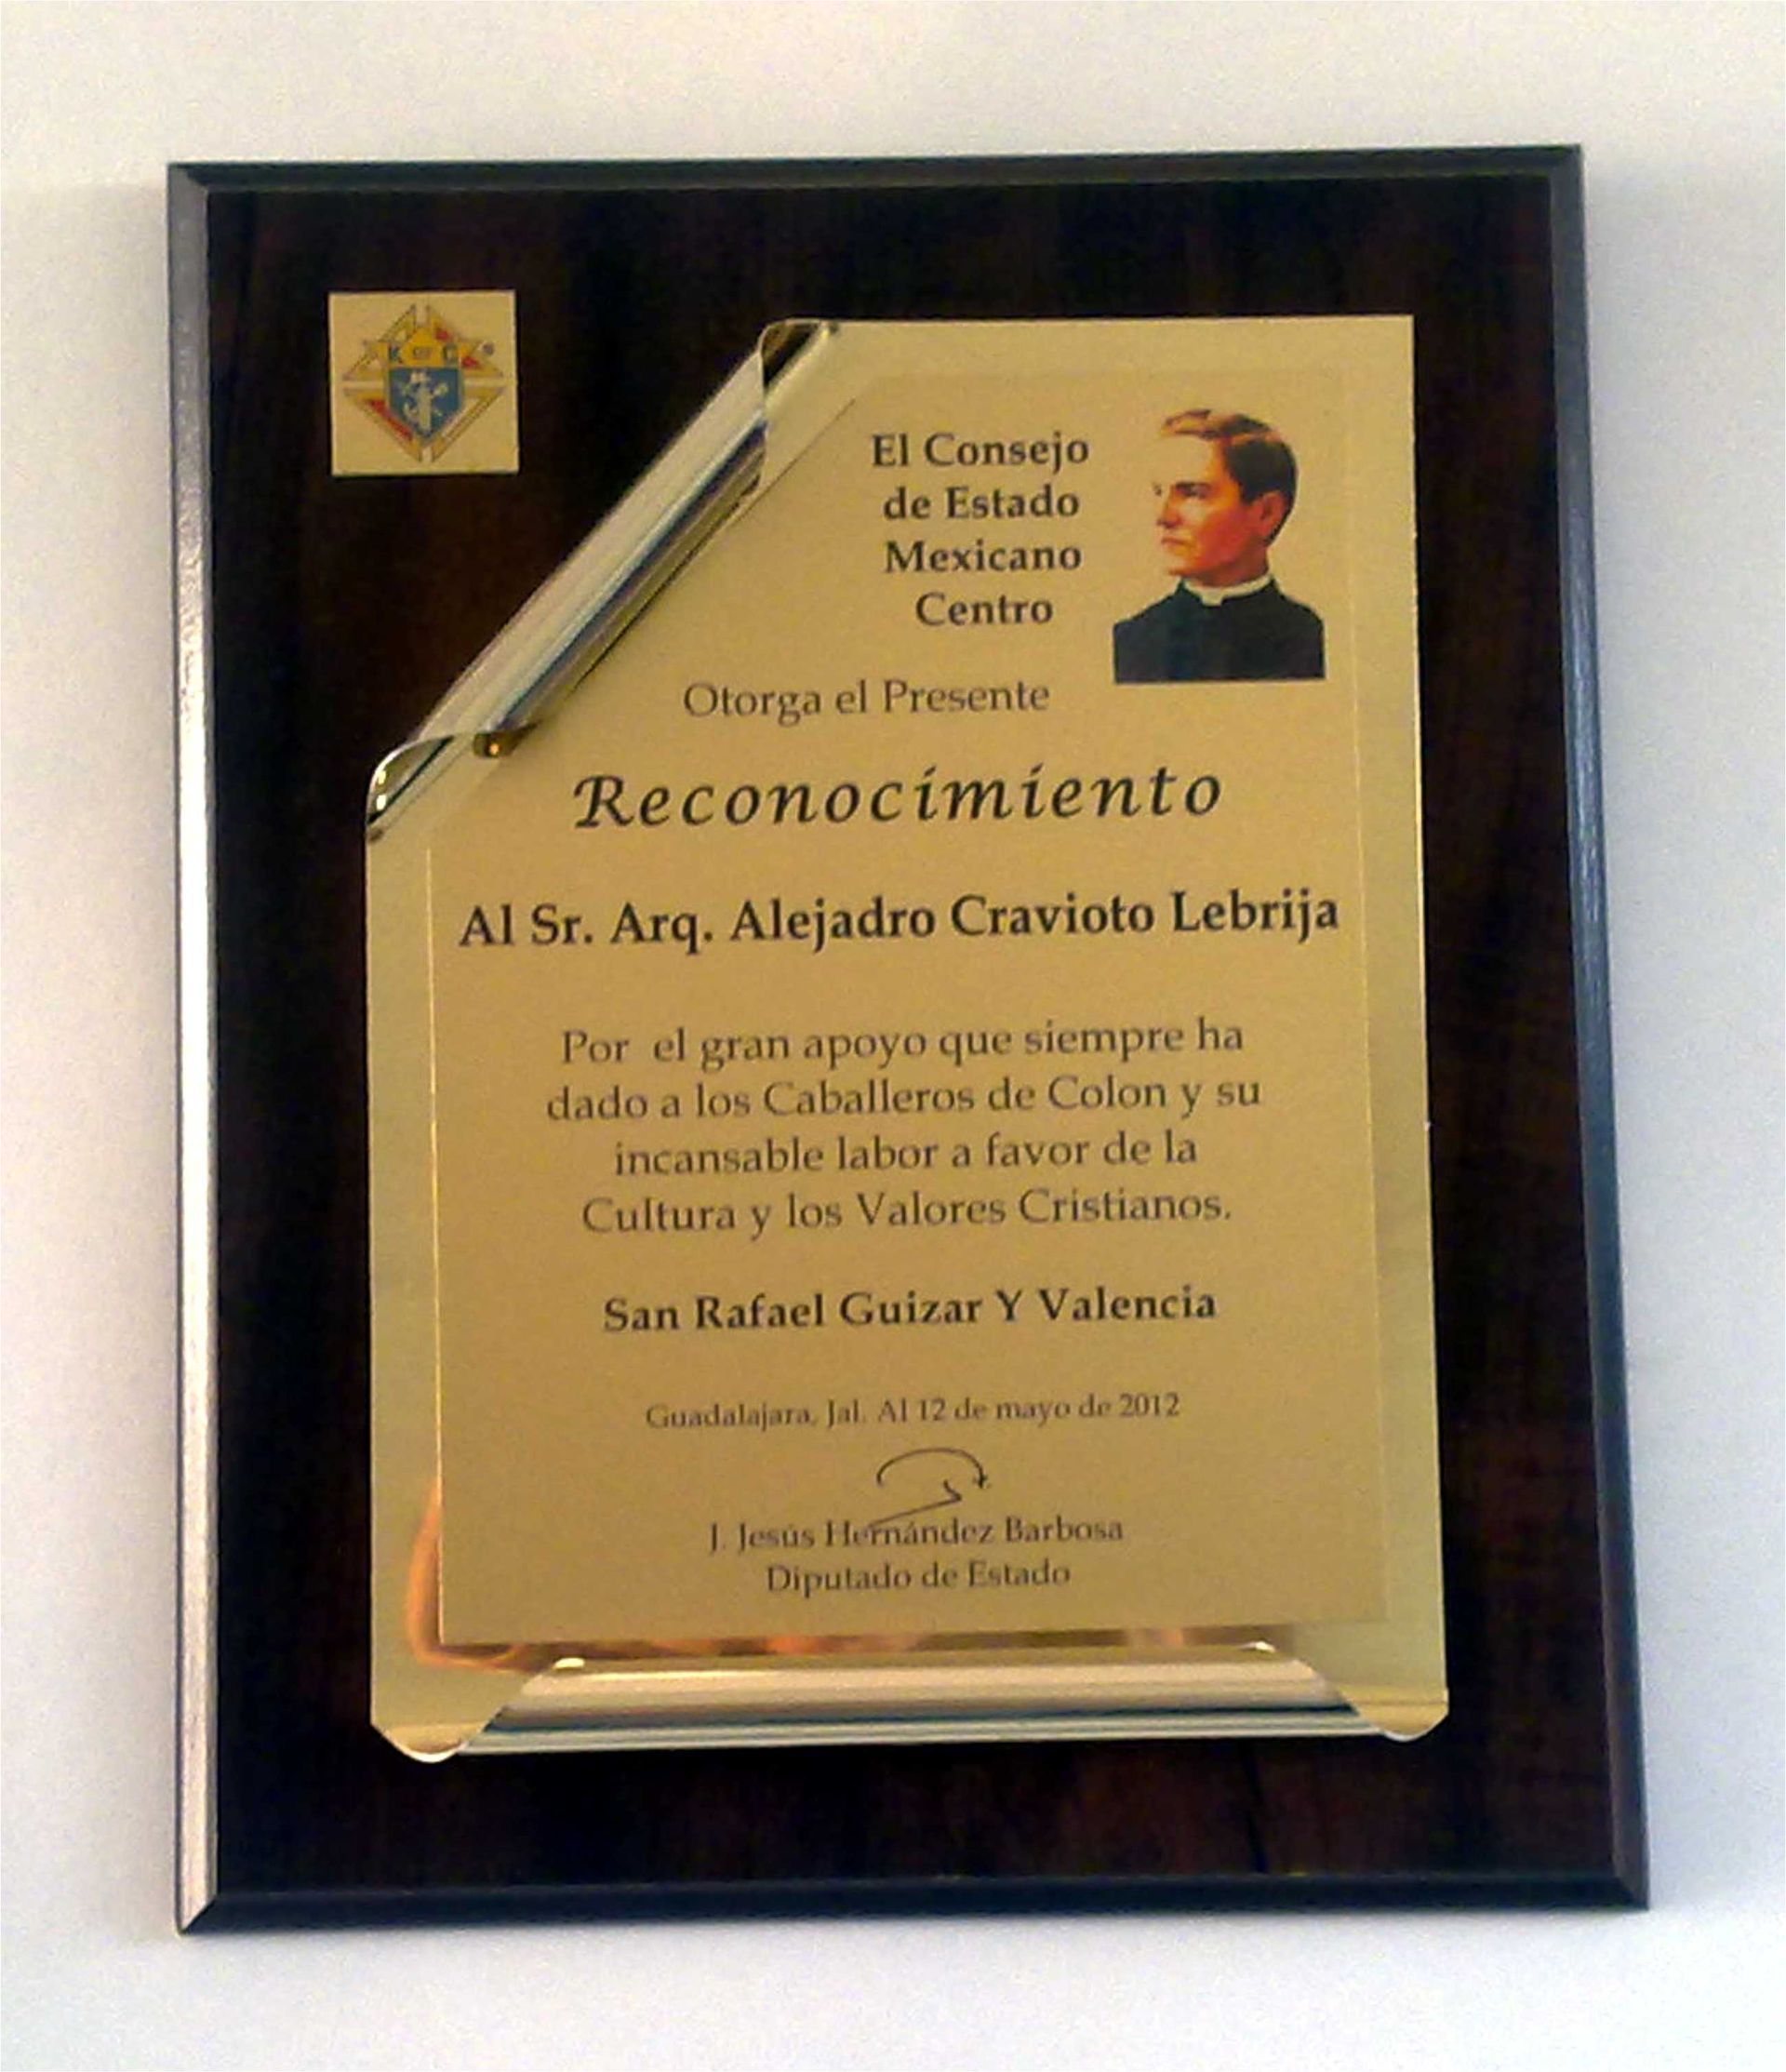 K OF C
El Consejo
de Estado
Mexicano
Centro
Otorga el Presente
Reconocimiento
Al Sr. Arq. Alejadro Cravioto Lebrija
Por el gran apoyo que siempre ha
dado a los Caballeros de Colon y su
incansable labor a favor de la
Cultura y los Valores Cristianos.
San Rafael Guizar Y Valencia
Guadalajara, Jal. Al 12 de mayo de 2012
J. Jesús Hernández Barbosa
Diputado de Estado